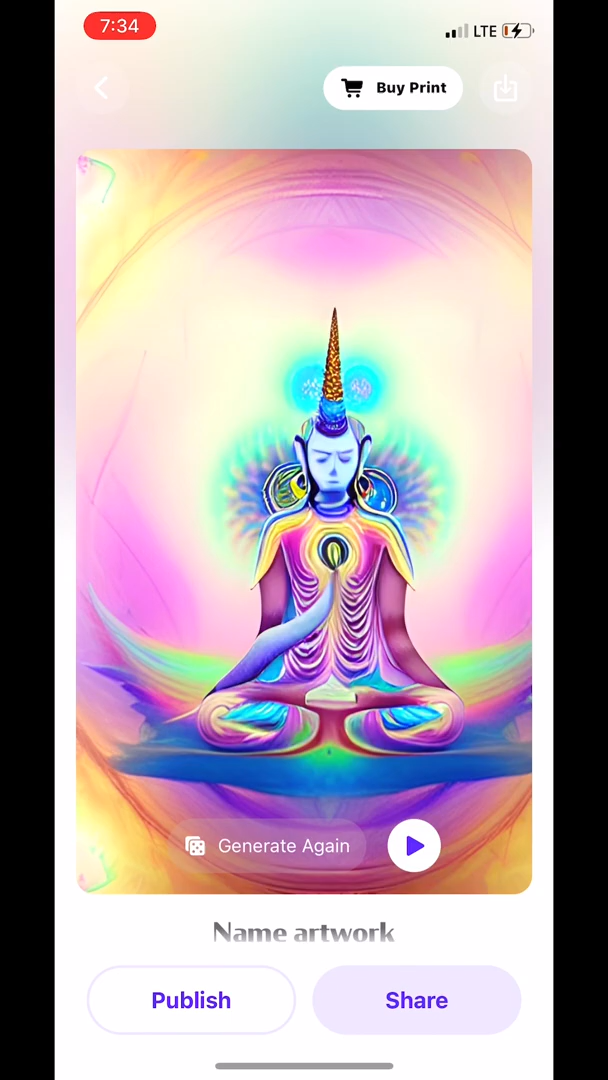 7:34
LTE
Buy Print
Generate Again
Name artwork
Publish
Share